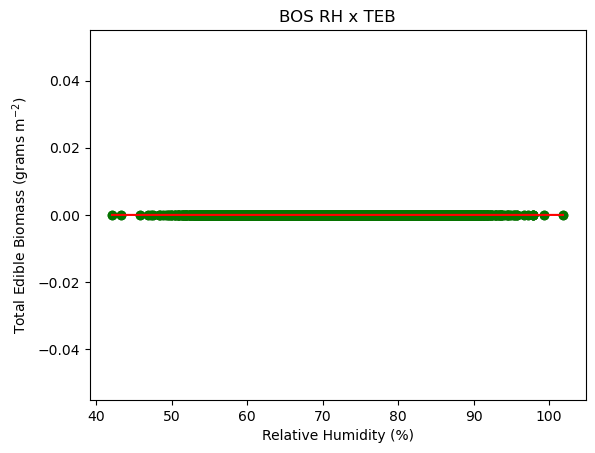 BOS RH x TEB
Total Edible Biomass (grams m⁻²)
0.04
0.02
0.00
−0.02
−0.04
40 50 60 70 80 90 100
Relative Humidity (%)